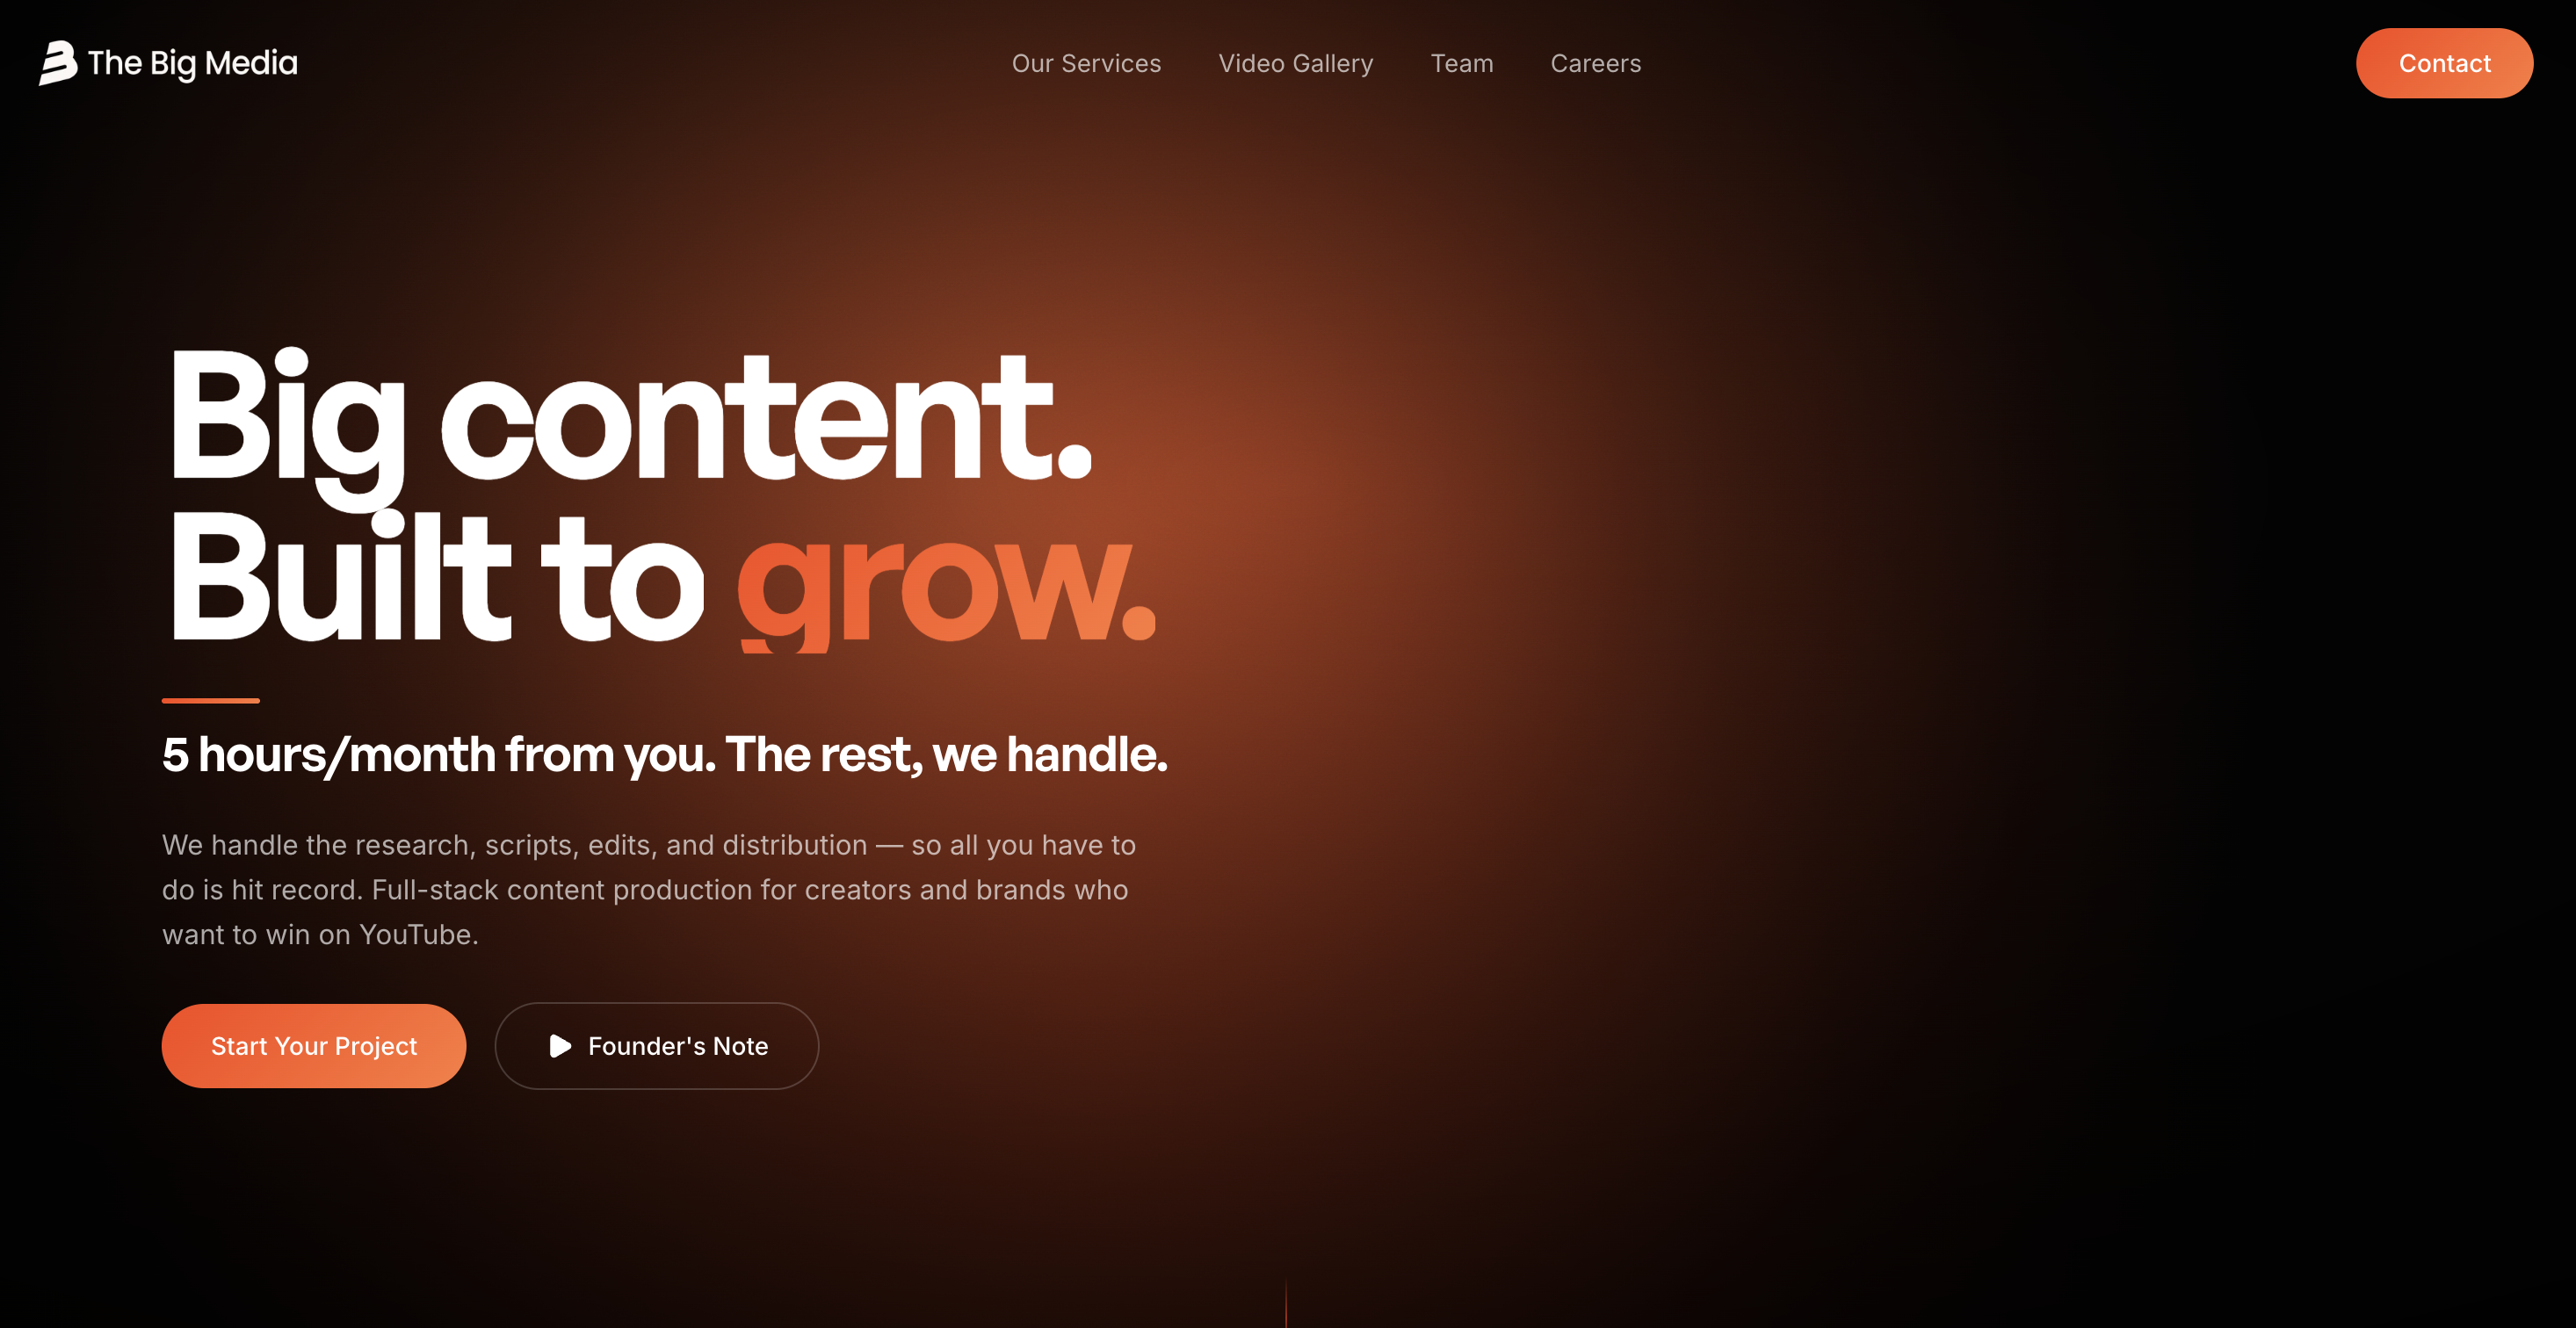 The Big Media
Our Services
Video Gallery
Team
Careers
Contact
Big content.
Built to grow.
5 hours/month from you. The rest, we handle.
We handle the research, scripts, edits, and distribution — so all you have to
do is hit record. Full-stack content production for creators and brands who
want to win on YouTube.
Start Your Project
Founder's Note